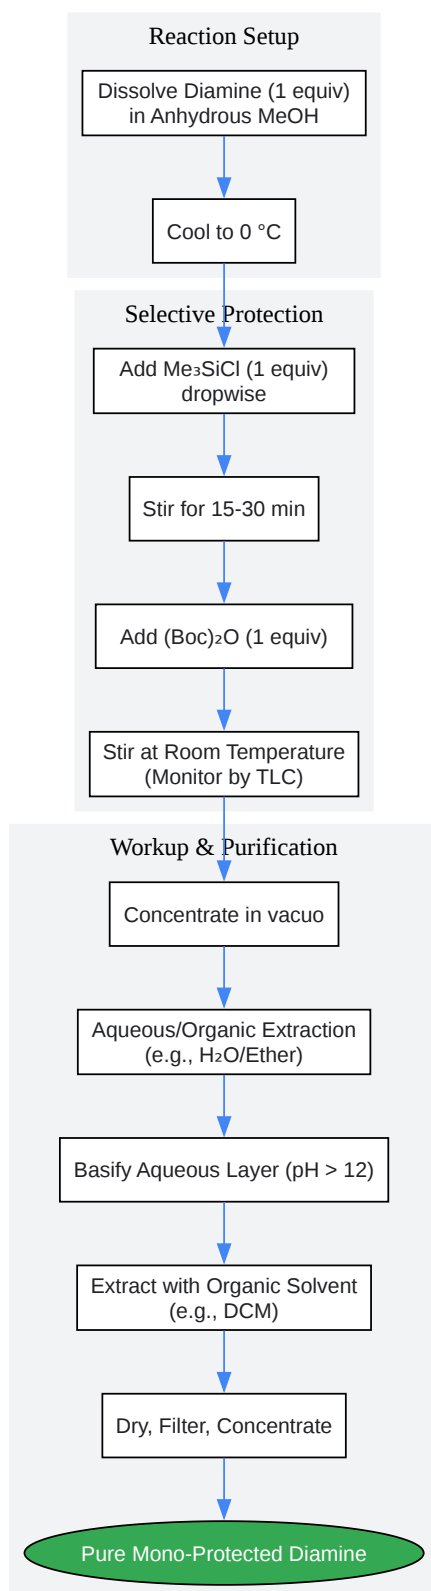 Reaction Setup
Dissolve Diamine (1 equiv)
in Anhydrous MeOH
Cool to 0 °C
Selective Protection
Add Me₃SiCl (1 equiv)
dropwise
Stir for 15-30 min
Add (Boc)₂O (1 equiv)
Stir at Room Temperature
(Monitor by TLC)
Workup & Purification
Concentrate in vacuo
Aqueous/Organic Extraction
(e.g., H₂O/Ether)
Basify Aqueous Layer (pH > 12)
Extract with Organic Solvent
(e.g., DCM)
Dry, Filter, Concentrate
Pure Mono-Protected Diamine